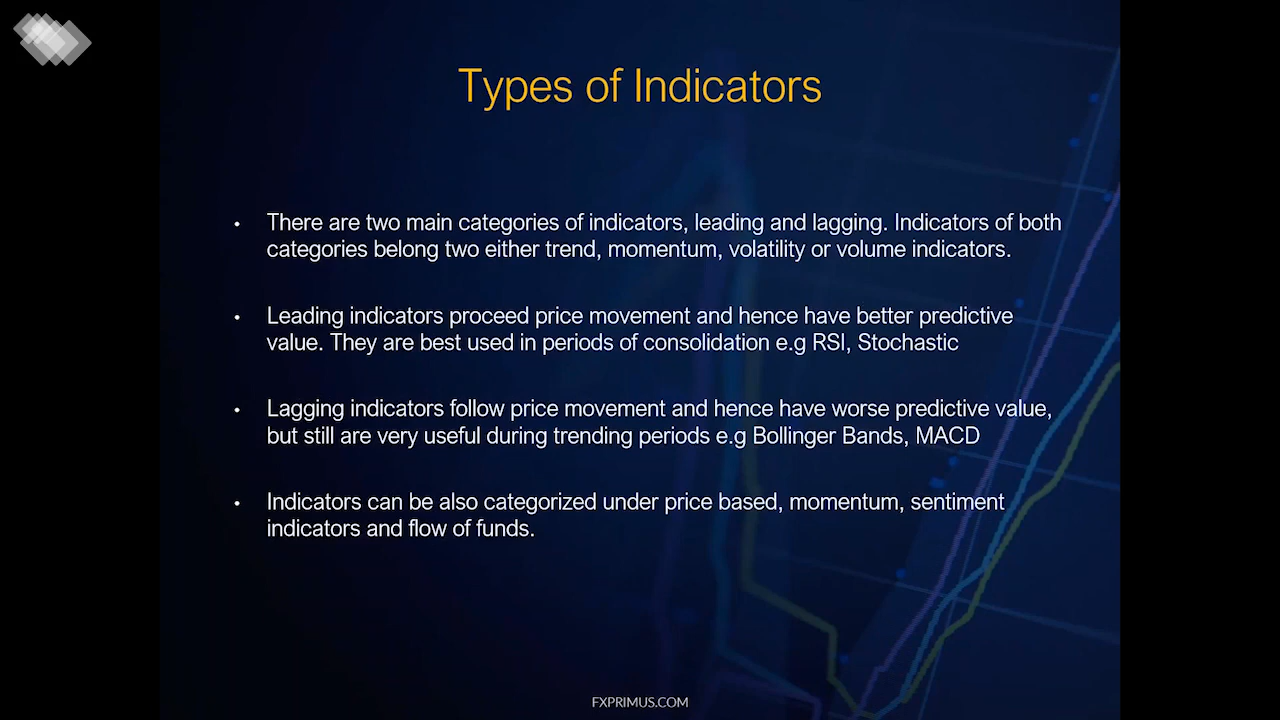 Types of Indicators
• There are two main categories of indicators, leading and lagging. Indicators of both
categories belong two either trend, momentum, volatility or volume indicators.
• Leading indicators proceed price movement and hence have better predictive
value. They are best used in periods of consolidation e.g RSI, Stochastic
• Lagging indicators follow price movement and hence have worse predictive value,
but still are very useful during trending periods e.g Bollinger Bands, MACD
• Indicators can be also categorized under price based, momentum, sentiment
indicators and flow of funds.
FXPRIMUS.COM